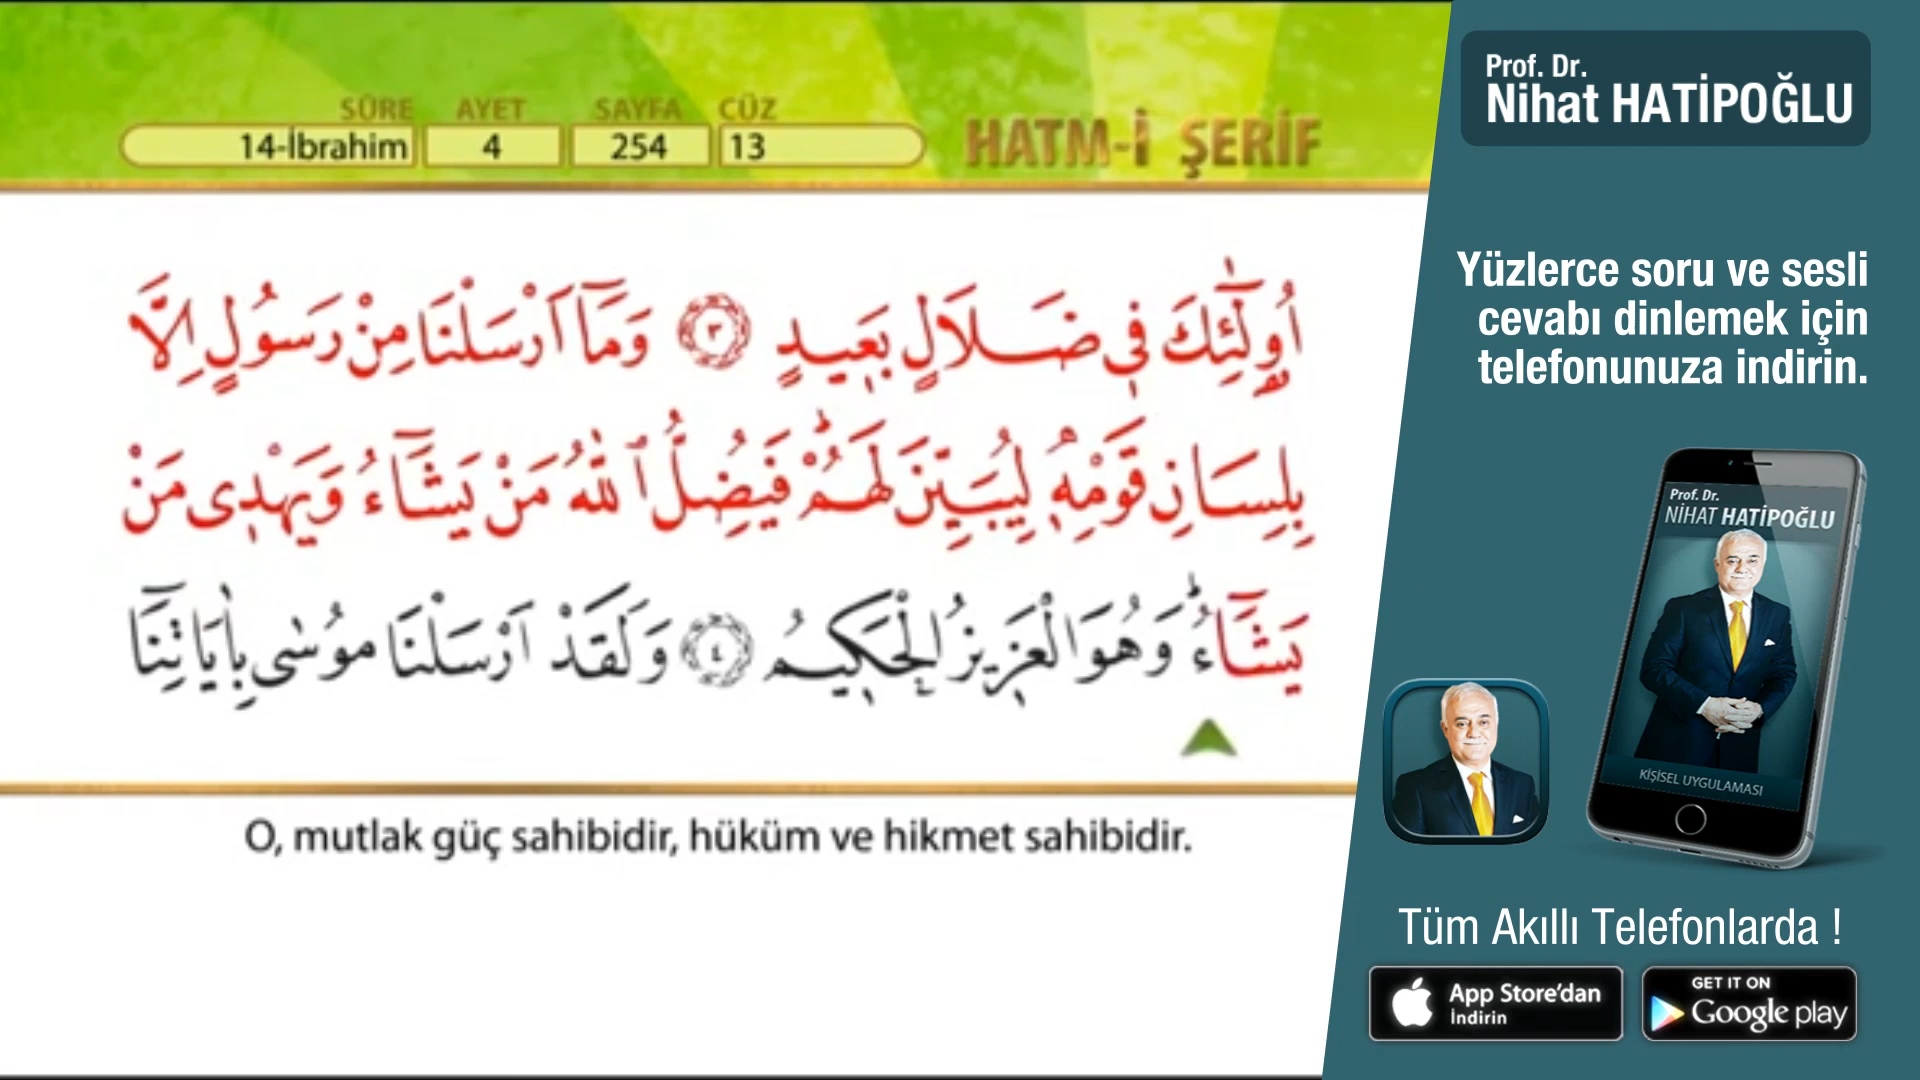 SÛRE AYET SAYFA CÜZ
14-İbrahim 4 254 13
HATM-İ ŞERİF
اُو۬لٰٓئِكَ ف۪ي ضَلَالٍ بَع۪يدٍ ﴿٣﴾ وَمَٓا اَرْسَلْنَا مِنْ رَسُولٍ اِلَّا
بِلِسَانِ قَوْمِه۪ لِيُبَيِّنَ لَهُمْۜ فَيُضِلُّ اللّٰهُ مَنْ يَشَٓاءُ وَيَهْد۪ي مَنْ
يَشَٓاءُۜ وَهُوَ الْعَز۪يزُ الْحَك۪يمُ ﴿٤﴾ وَلَقَدْ اَرْسَلْنَا مُوسٰى بِاٰيَاتِنَٓا
O, mutlak güç sahibidir, hüküm ve hikmet sahibidir.
Prof. Dr.
Nihat HATİPOĞLU
Yüzlerce soru ve sesli
cevabı dinlemek için
telefonunuza indirin.
Prof. Dr.
NİHAT HATİPOĞLU
KİŞİSEL UYGULAMASI
Tüm Akıllı Telefonlarda !
App Store'dan
İndirin
GET IT ON
Google play